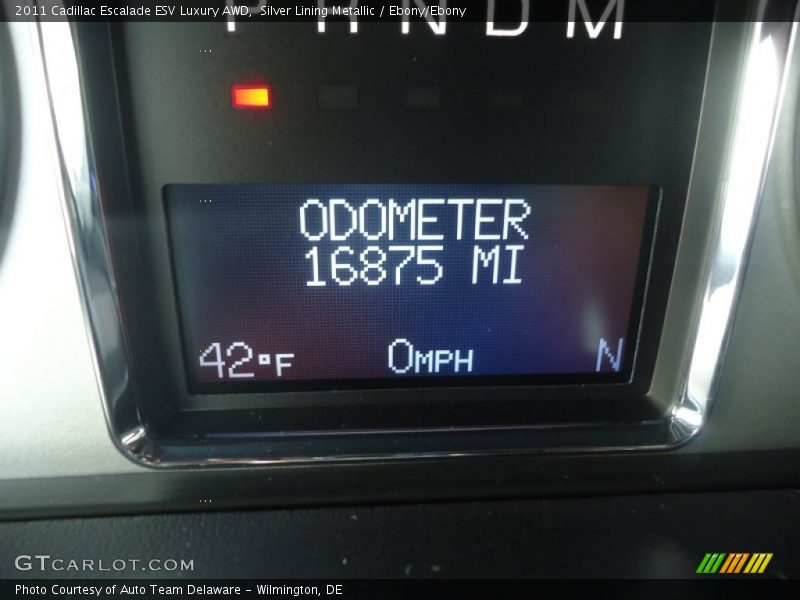 2011 Cadillac Escalade ESV Luxury AWD, Silver Lining Metallic / Ebony/Ebony
P R N D M
ODOMETER
16875 MI
42°F 0MPH N
GTCARLOT.COM
Photo Courtesy of Auto Team Delaware - Wilmington, DE